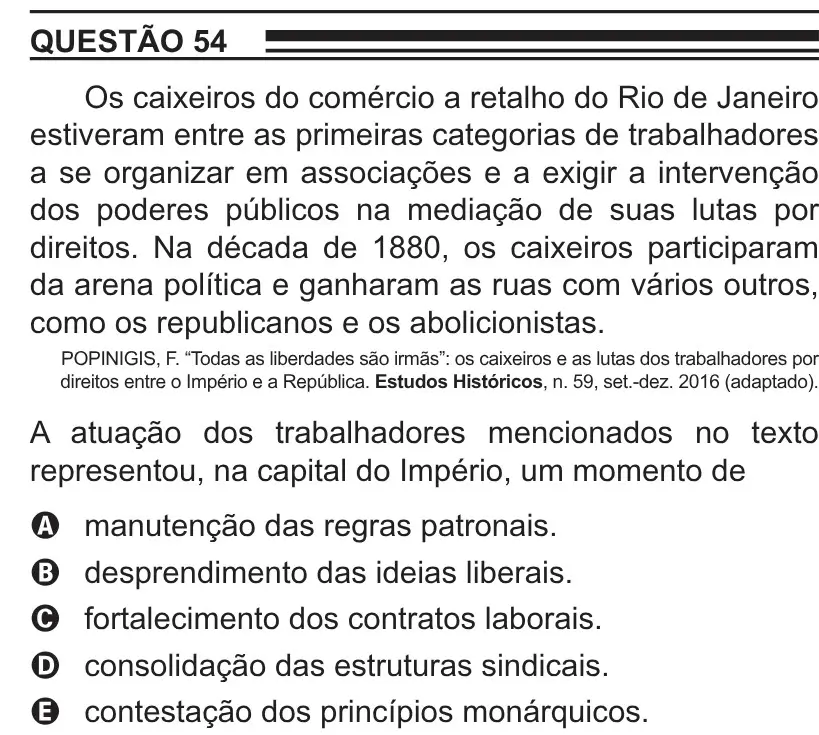 QUESTÃO 54
Os caixeiros do comércio a retalho do Rio de Janeiro
estiveram entre as primeiras categorias de trabalhadores
a se organizar em associações e a exigir a intervenção
dos poderes públicos na mediação de suas lutas por
direitos. Na década de 1880, os caixeiros participaram
da arena política e ganharam as ruas com vários outros,
como os republicanos e os abolicionistas.
POPINIGIS, F. “Todas as liberdades são irmãs”: os caixeiros e as lutas dos trabalhadores por
direitos entre o Império e a República. Estudos Históricos, n. 59, set.-dez. 2016 (adaptado).
A atuação dos trabalhadores mencionados no texto
representou, na capital do Império, um momento de
A manutenção das regras patronais.
B desprendimento das ideias liberais.
C fortalecimento dos contratos laborais.
D consolidação das estruturas sindicais.
E contestação dos princípios monárquicos.